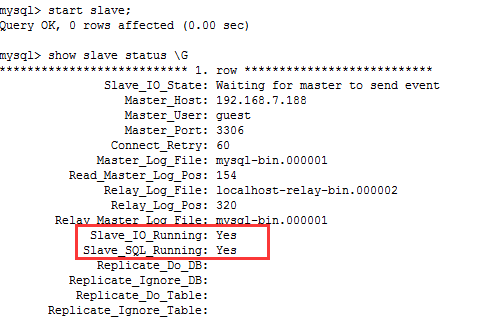 mysql> start slave;
Query OK, 0 rows affected (0.00 sec)
mysql> show slave status \G
*************************** 1. row ***************************
Slave_IO_State: Waiting for master to send event
Master_Host: 192.168.7.188
Master_User: guest
Master_Port: 3306
Connect_Retry: 60
Master_Log_File: mysql-bin.000001
Read_Master_Log_Pos: 154
Relay_Log_File: localhost-relay-bin.000002
Relay_Log_Pos: 320
Relay_Master_Log_File: mysql-bin.000001
Slave_IO_Running: Yes
Slave_SQL_Running: Yes
Replicate_Do_DB:
Replicate_Ignore_DB:
Replicate_Do_Table:
Replicate_Ignore_Table: